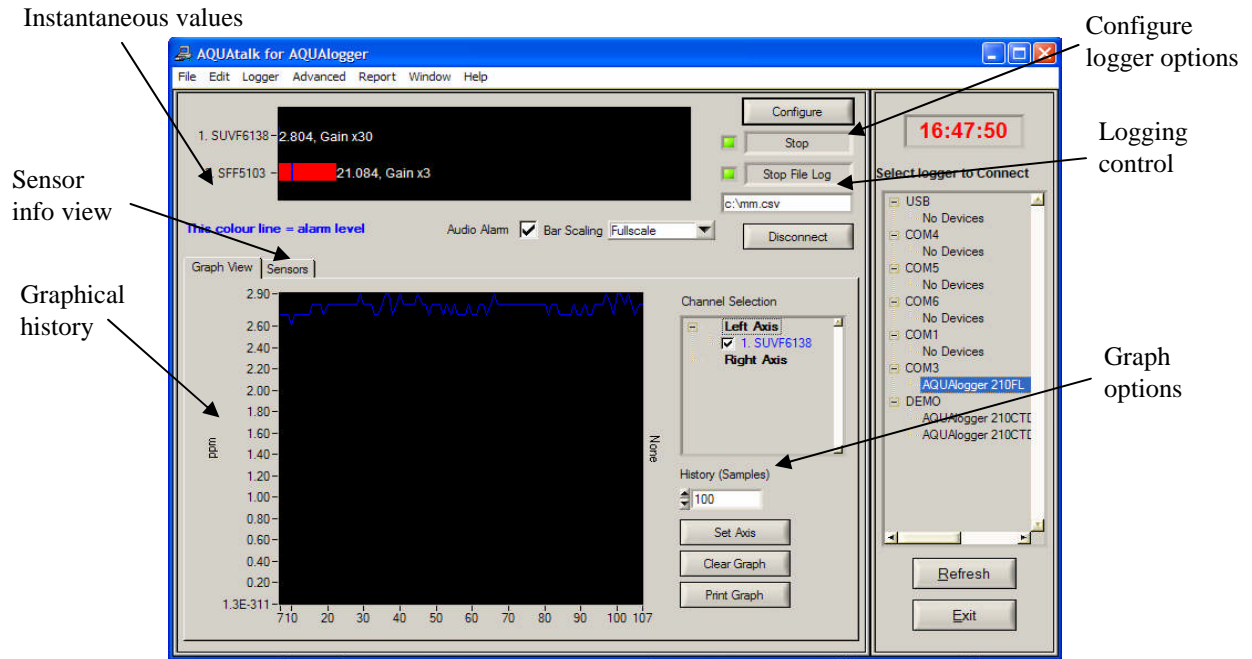 Instantaneous values
Configure
logger options
Logging
control
Sensor
info view
Graphical
history
Graph
options
AQUAtalk for AQUAlogger
File Edit Logger Advanced Report Window Help
1. SUVF6138
2.804, Gain x30
SFF5103
21.084, Gain x3
Configure
Stop
Stop File Log
c:\mm.csv
Disconnect
This colour line = alarm level
Audio Alarm
Bar Scaling
Fullscale
Graph View
Sensors
2.90
2.60
2.40
2.20
2.00
1.80
1.60
1.40
1.20
1.00
0.80
0.60
0.40
0.20
1.3E-311
ppm
None
7 10 20 30 40 50 60 70 80 90 100 107
Channel Selection
Left Axis
1. SUVF6138
Right Axis
History (Samples)
100
Set Axis
Clear Graph
Print Graph
16:47:50
Select logger to Connect
USB
No Devices
COM4
No Devices
COM5
No Devices
COM6
No Devices
COM1
No Devices
COM3
AQUAlogger 210FL
DEMO
AQUAlogger 210CTD
AQUAlogger 210CTD
Refresh
Exit